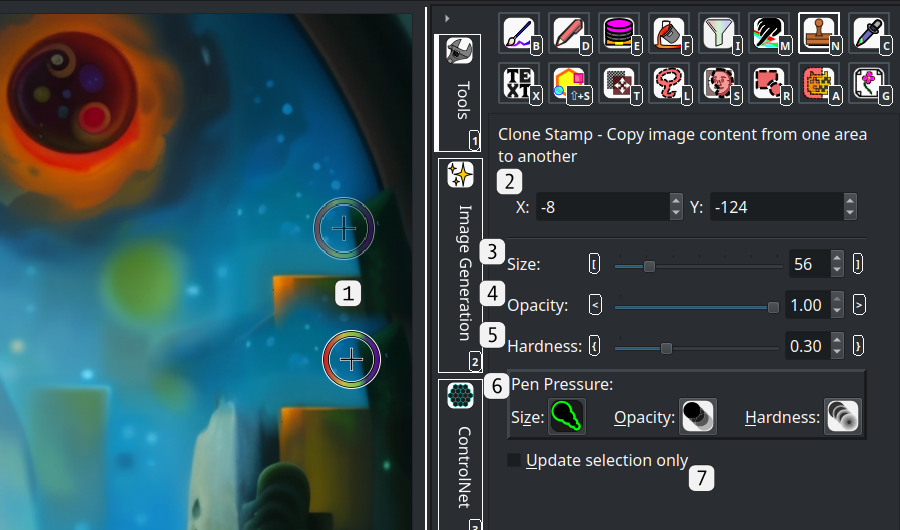 B D E F I M N C
TEXT X ⇧+S T L S R A G
Tools
1
Clone Stamp - Copy image content from one area
to another
2
X: -8 Y: -124
Image Generation
2
3
Size: [ 56 ]
1
4
Opacity: < 1.00 >
5
Hardness: { 0.30 }
6
Pen Pressure:
Size: Opacity: Hardness:
ControlNet
3
Update selection only
7